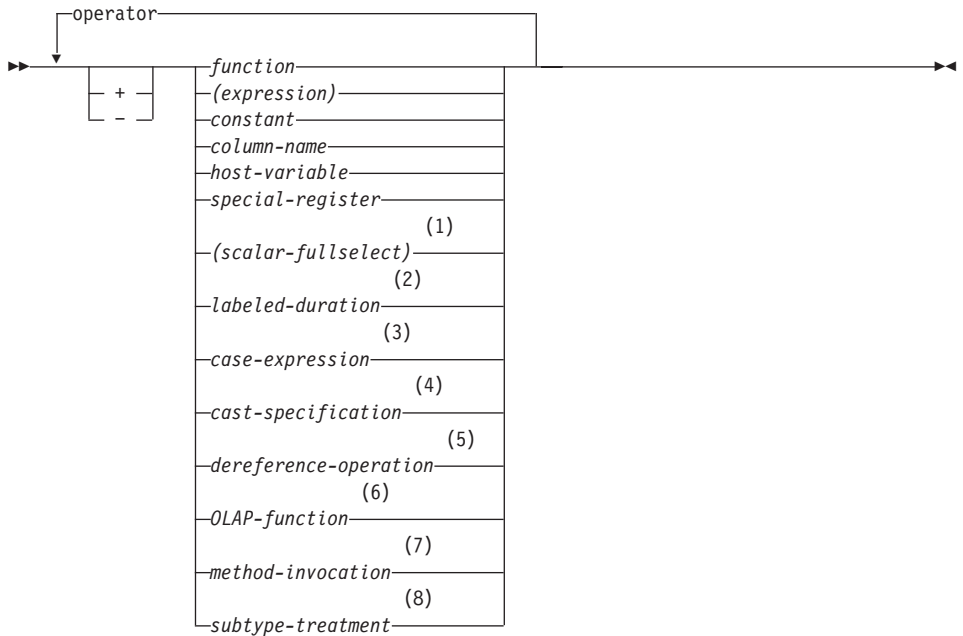 operator
function
+ (expression)
− constant
column-name
host-variable
special-register
(1)
(scalar-fullselect)
(2)
labeled-duration
(3)
case-expression
(4)
cast-specification
(5)
dereference-operation
(6)
OLAP-function
(7)
method-invocation
(8)
subtype-treatment